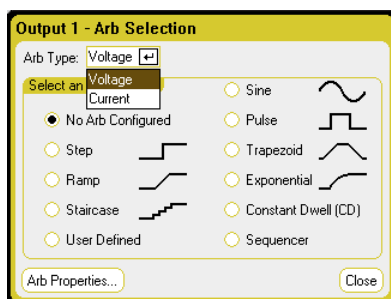 Output 1 - Arb Selection
Arb Type: Voltage
Voltage
Current
Select an
No Arb Configured
Step
Ramp
Staircase
User Defined
Sine
Pulse
Trapezoid
Exponential
Constant Dwell (CD)
Sequencer
Arb Properties...
Close